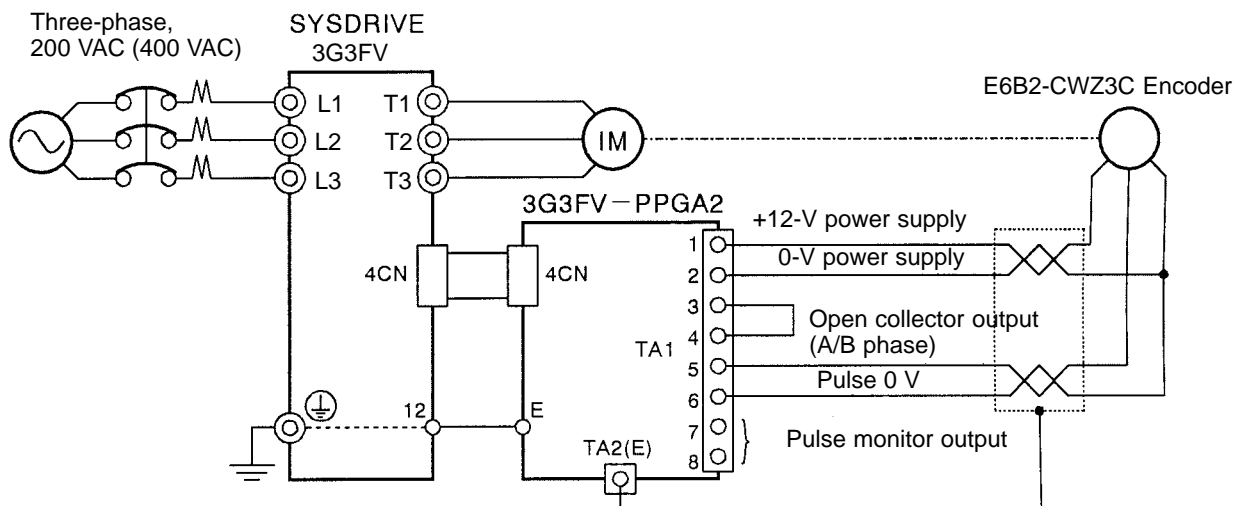 Three-phase,
200 VAC (400 VAC)
SYSDRIVE
3G3FV
E6B2-CWZ3C Encoder
L1
T1
L2
T2
IM
L3
T3
3G3FV-PPGA2
+12-V power supply
1
0-V power supply
2
4CN
4CN
3
Open collector output
(A/B phase)
4
TA1
5
Pulse 0 V
6
12
E
7
Pulse monitor output
8
TA2(E)